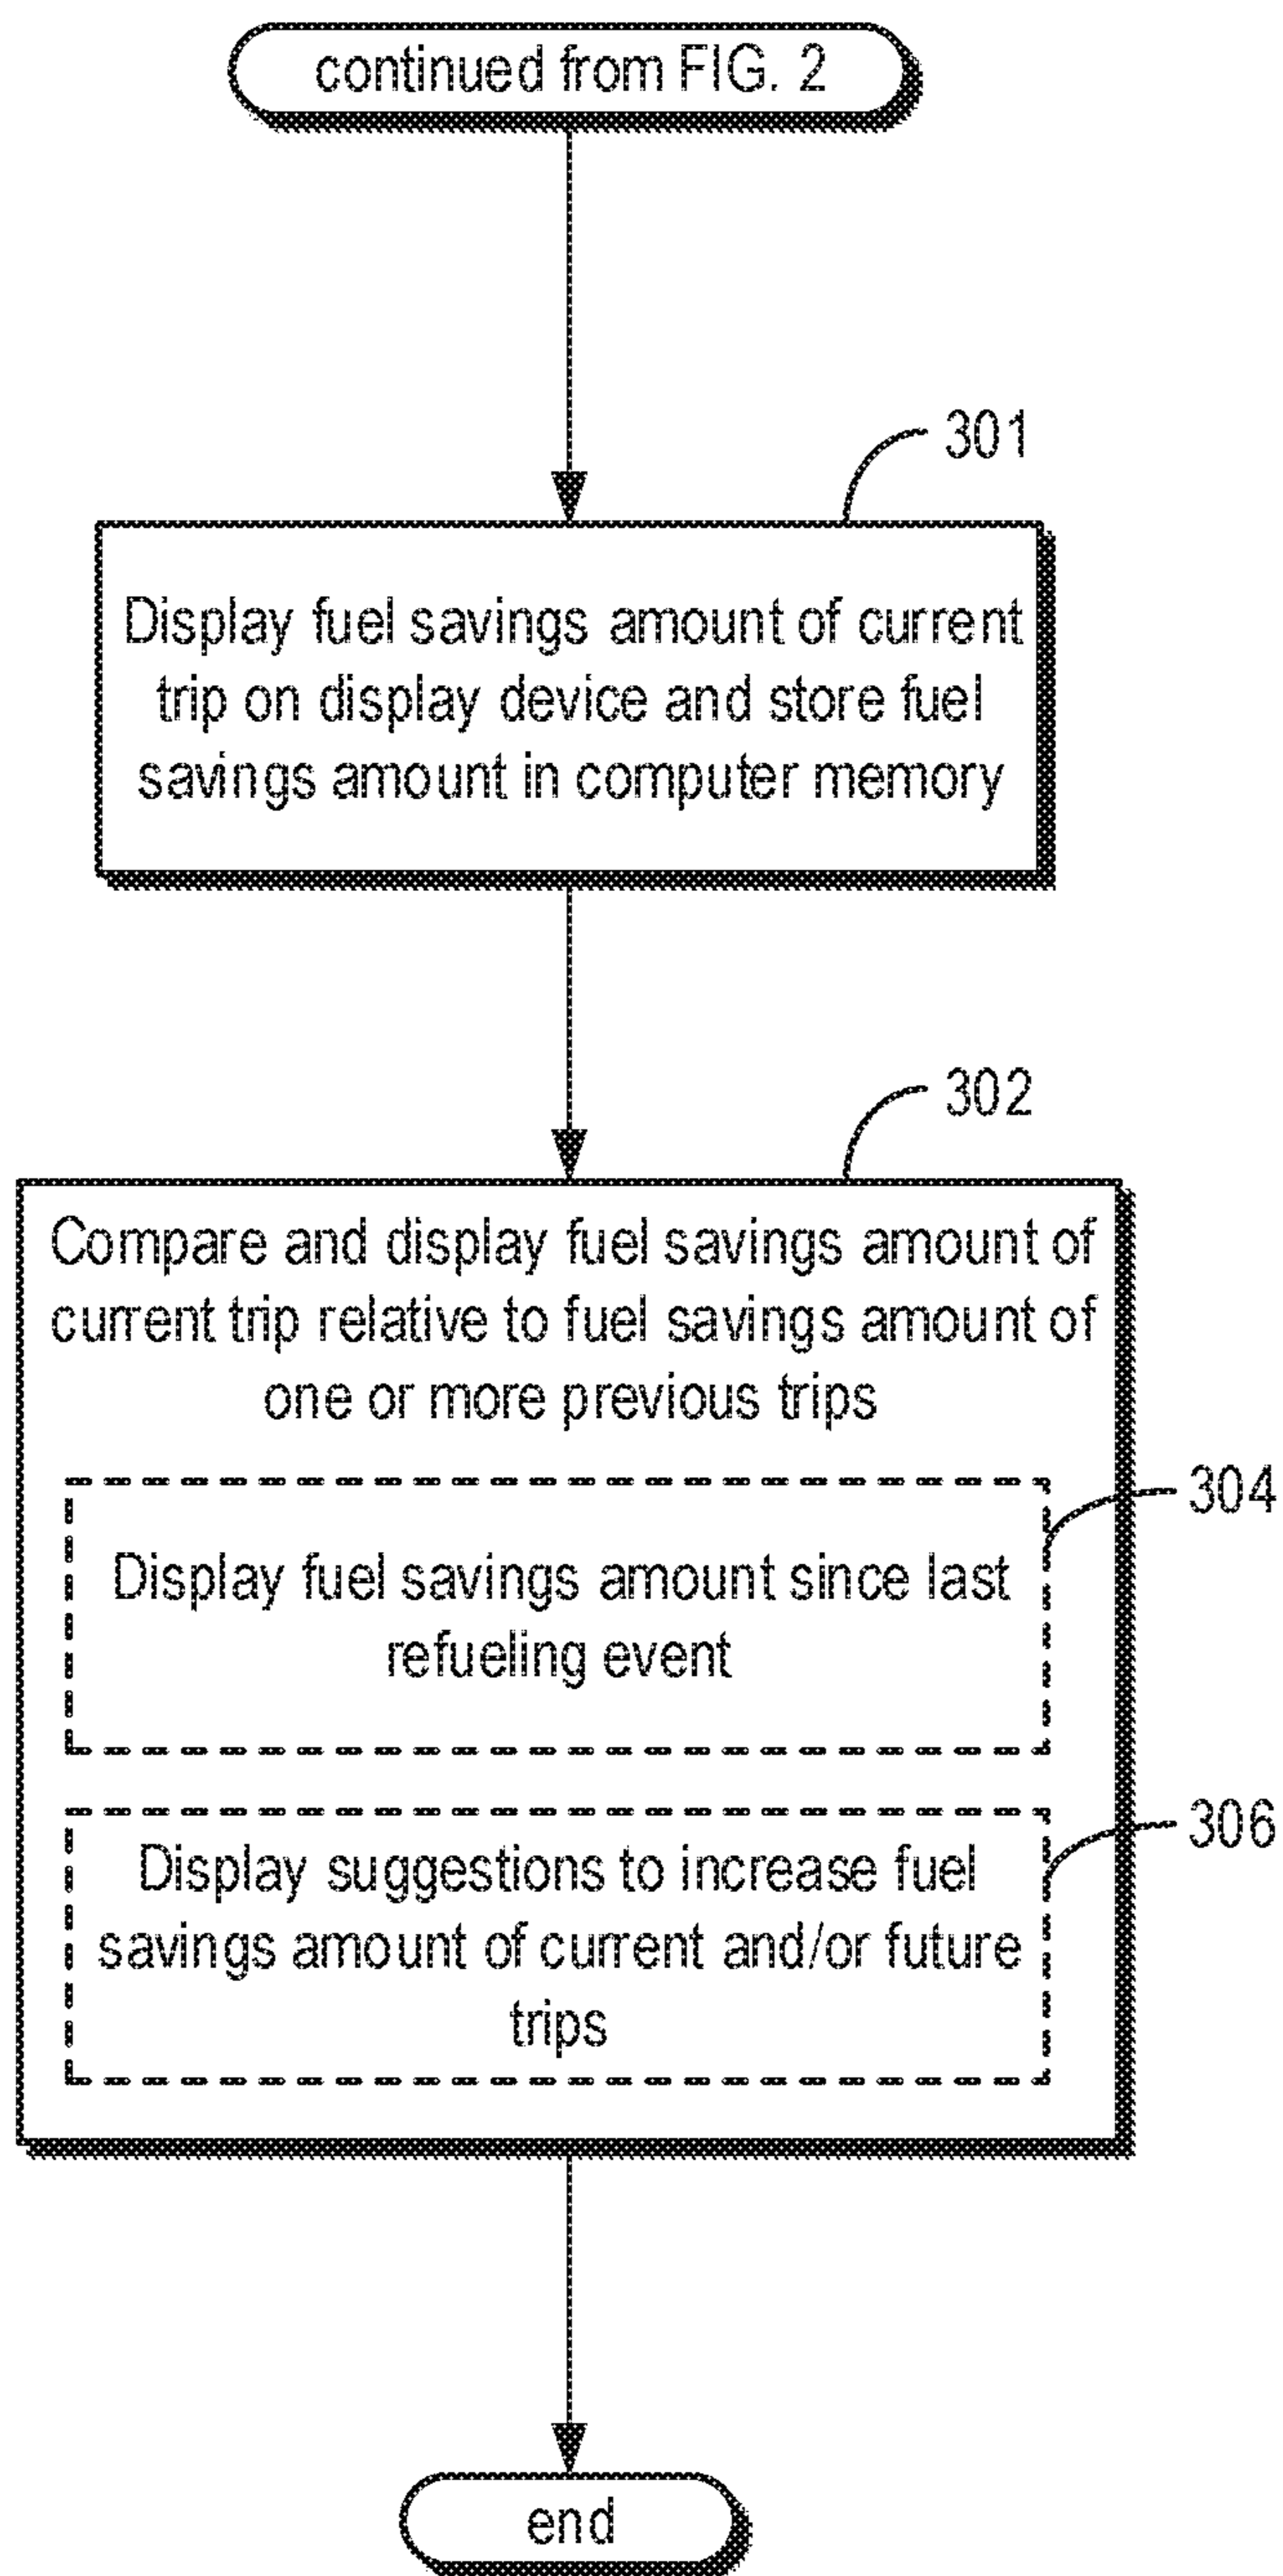 continued from FIG. 2
301
Display fuel savings amount of current
trip on display device and store fuel
savings amount in computer memory
302
Compare and display fuel savings amount of
current trip relative to fuel savings amount of
one or more previous trips
304
Display fuel savings amount since last
refueling event
306
Display suggestions to increase fuel
savings amount of current and/or future
trips
end